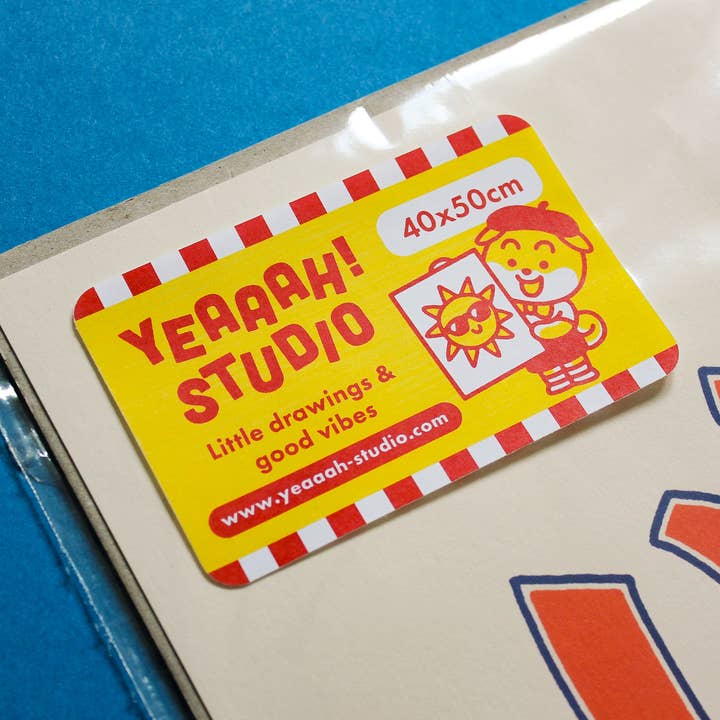 40x50cm
YEAAAH!
STUDIO
Little drawings &
good vibes
www.yeaaah-studio.com